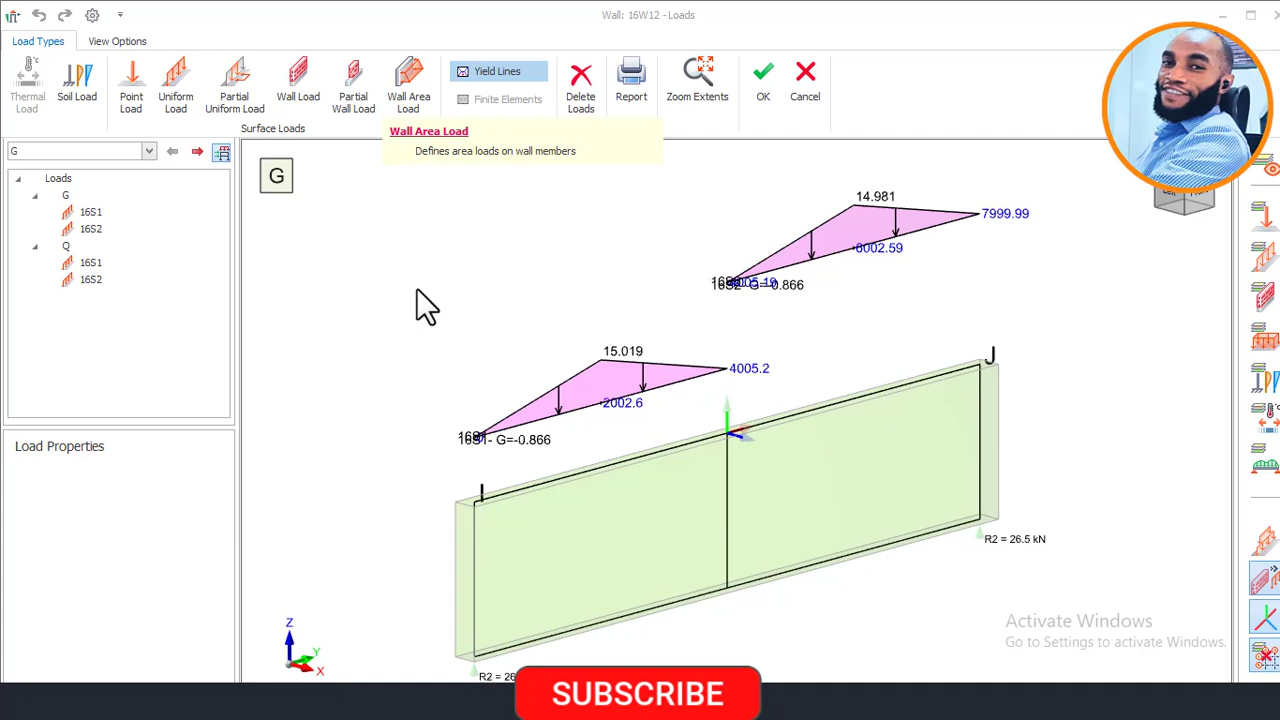 Wall: 16W12 - Loads
Load Types
View Options
Thermal Load
Soil Load
Point Load
Uniform Load
Partial Uniform Load
Wall Load
Partial Wall Load
Wall Area Load
Yield Lines
Finite Elements
Delete Loads
Report
Zoom Extents
OK
Cancel
Surface Loads
Wall Area Load
Defines area loads on wall members
G
Loads
G
16S1
16S2
Q
16S1
16S2
Load Properties
G
14.981
7999.99
6002.59
G=-0.866
15.019
4005.2
2002.6
16S1- G=-0.866
I
J
R2 = 26.5 kN
Z
Y
X
Activate Windows
Go to Settings to activate Windows.
SUBSCRIBE